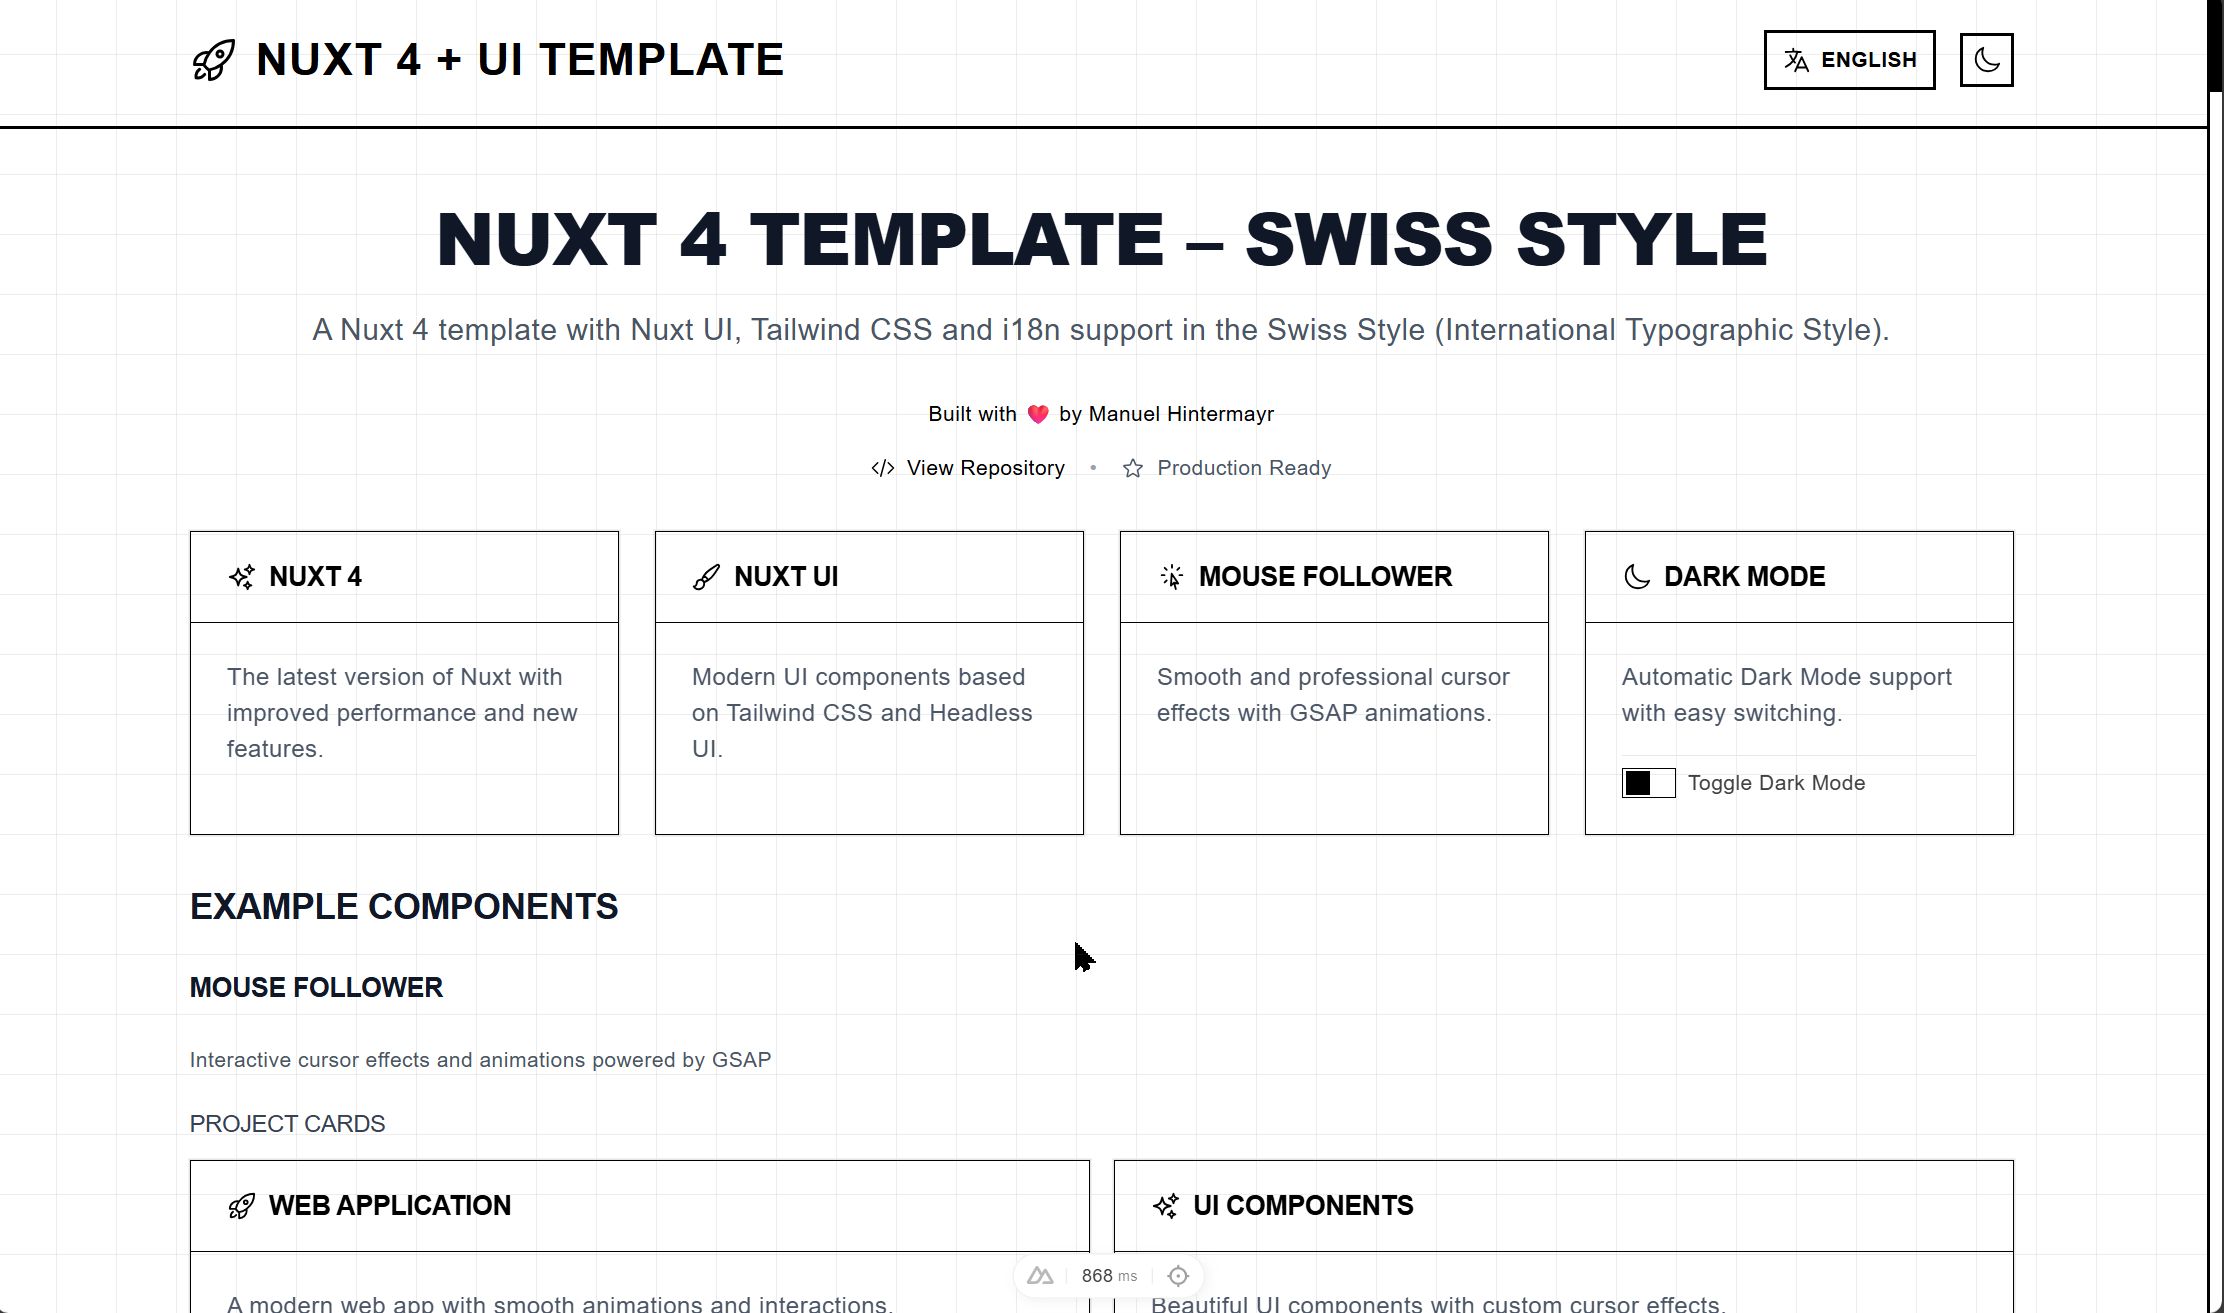 NUXT 4 + UI TEMPLATE
ENGLISH
NUXT 4 TEMPLATE – SWISS STYLE
A Nuxt 4 template with Nuxt UI, Tailwind CSS and i18n support in the Swiss Style (International Typographic Style).
Built with ❤️ by Manuel Hintermayr
View Repository • Production Ready
NUXT 4
The latest version of Nuxt with
improved performance and new
features.
NUXT UI
Modern UI components based
on Tailwind CSS and Headless
UI.
MOUSE FOLLOWER
Smooth and professional cursor
effects with GSAP animations.
DARK MODE
Automatic Dark Mode support
with easy switching.
Toggle Dark Mode
EXAMPLE COMPONENTS
MOUSE FOLLOWER
Interactive cursor effects and animations powered by GSAP
PROJECT CARDS
WEB APPLICATION
A modern web app with smooth animations and interactions.
UI COMPONENTS
Beautiful UI components with custom cursor effects.
868 ms